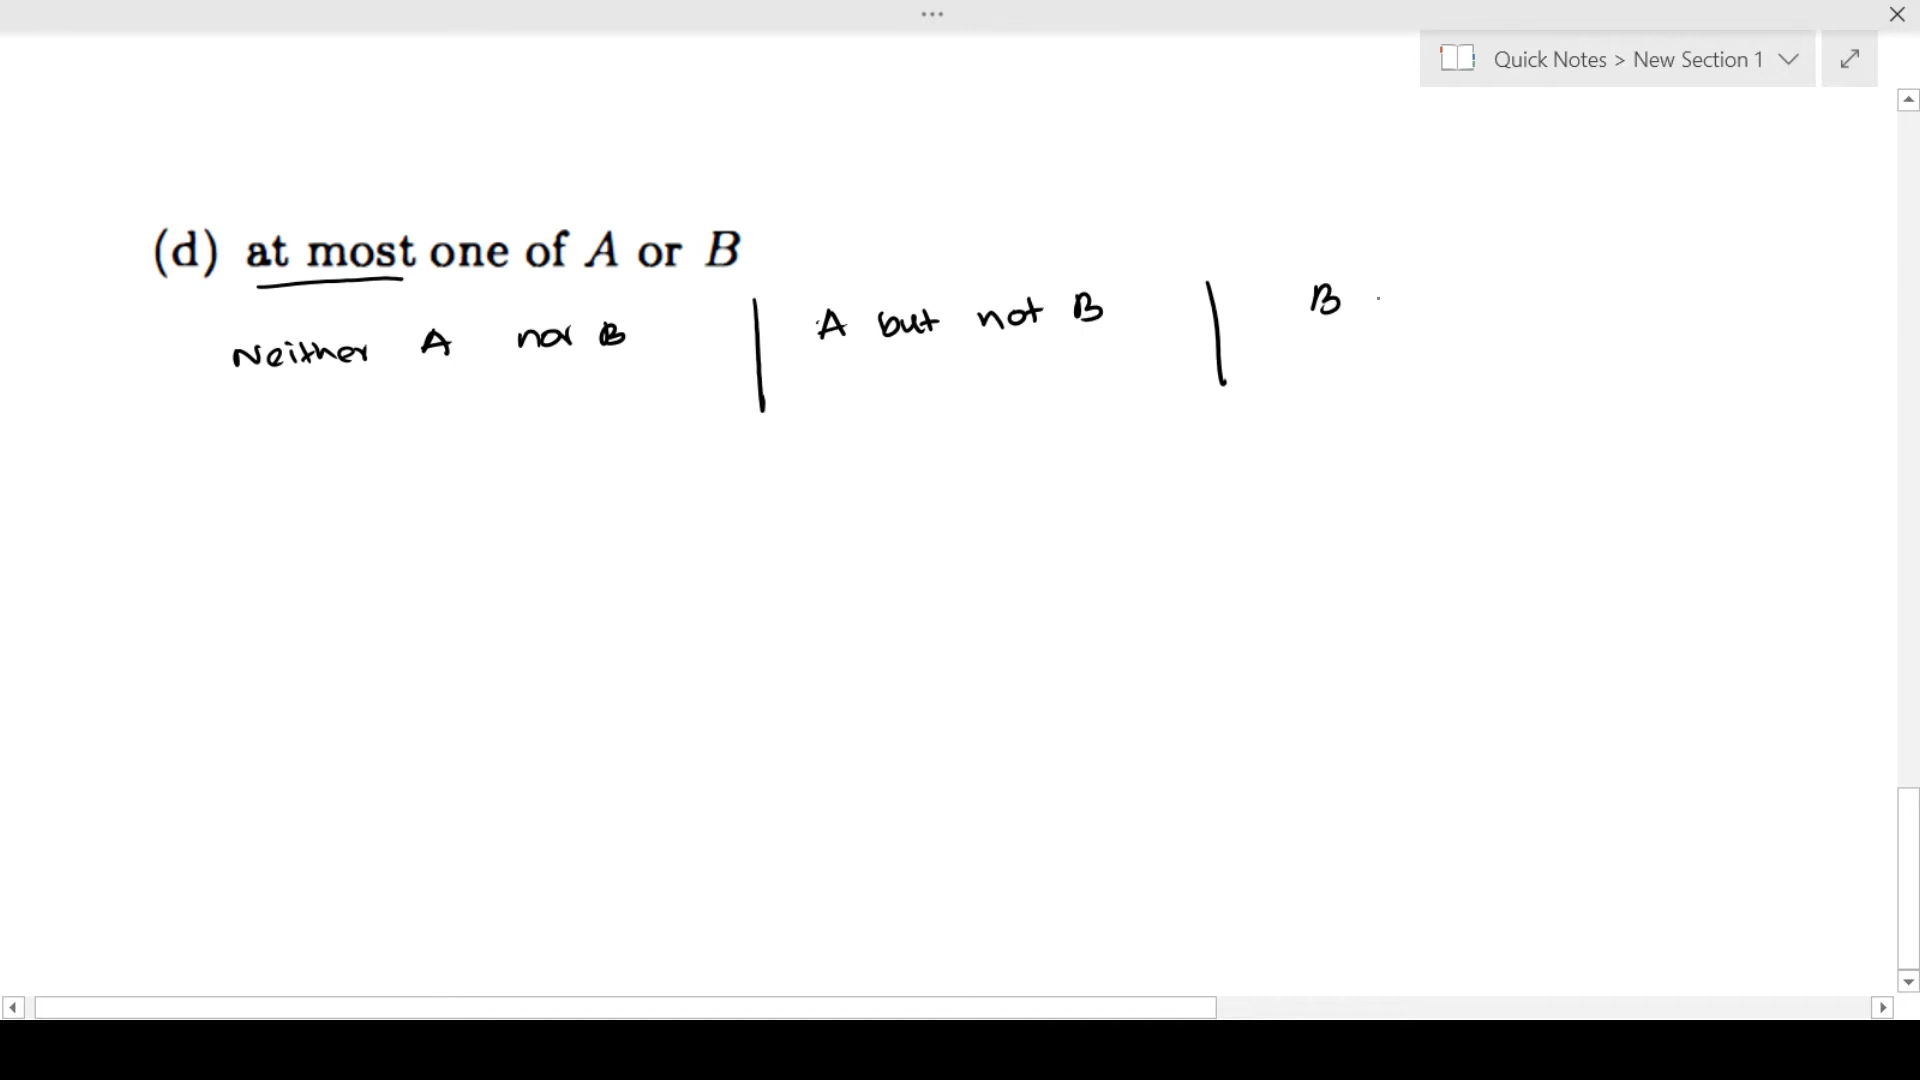 Quick Notes > New Section 1
(d) at most one of A or B
Neither A nor B | A but not B | B